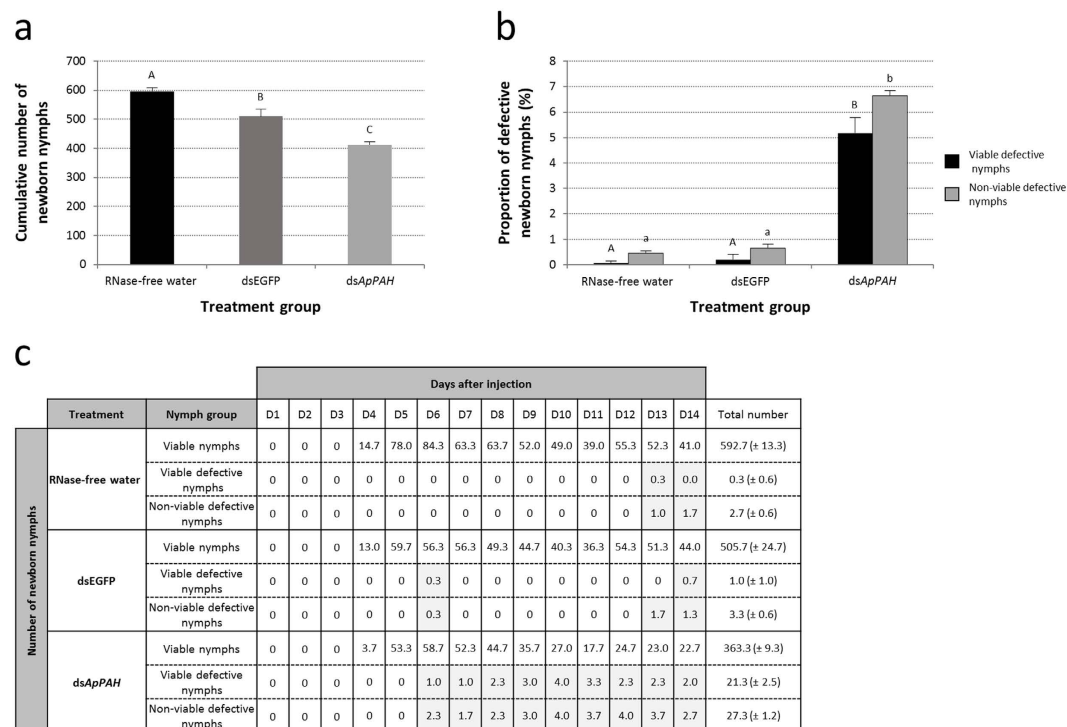 a
700
600
500
400
300
200
100
0
Cumulative number of
newborn nymphs
A
B
C
RNase-free water
dsEGFP
dsApPAH
Treatment group
b
8
7
6
5
4
3
2
1
0
Proportion of defective
newborn nymphs (%)
A
a
A
a
B
b
RNase-free water
dsEGFP
dsApPAH
Treatment group
Viable defective
nymphs
Non-viable defective
nymphs
c
Days after injection
Treatment Nymph group D1 D2 D3 D4 D5 D6 D7 D8 D9 D10 D11 D12 D13 D14 Total number
Number of newborn nymphs
RNase-free water
Viable nymphs 0 0 0 14.7 78.0 84.3 63.3 63.7 52.0 49.0 39.0 55.3 52.3 41.0 592.7 (± 13.3)
Viable defective
nymphs 0 0 0 0 0 0 0 0 0 0 0 0 0.3 0.0 0.3 (± 0.6)
Non-viable defective
nymphs 0 0 0 0 0 0 0 0 0 0 0 0 1.0 1.7 2.7 (± 0.6)
dsEGFP
Viable nymphs 0 0 0 13.0 59.7 56.3 56.3 49.3 44.7 40.3 36.3 54.3 51.3 44.0 505.7 (± 24.7)
Viable defective
nymphs 0 0 0 0 0 0.3 0 0 0 0 0 0 0 0.7 1.0 (± 1.0)
Non-viable defective
nymphs 0 0 0 0 0 0.3 0 0 0 0 0 0 1.7 1.3 3.3 (± 0.6)
dsApPAH
Viable nymphs 0 0 0 3.7 53.3 58.7 52.3 44.7 35.7 27.0 17.7 24.7 23.0 22.7 363.3 (± 9.3)
Viable defective
nymphs 0 0 0 0 0 1.0 1.0 2.3 3.0 4.0 3.3 2.3 2.3 2.0 21.3 (± 2.5)
Non-viable defective
nymphs 0 0 0 0 0 2.3 1.7 2.3 3.0 4.0 3.7 4.0 3.7 2.7 27.3 (± 1.2)